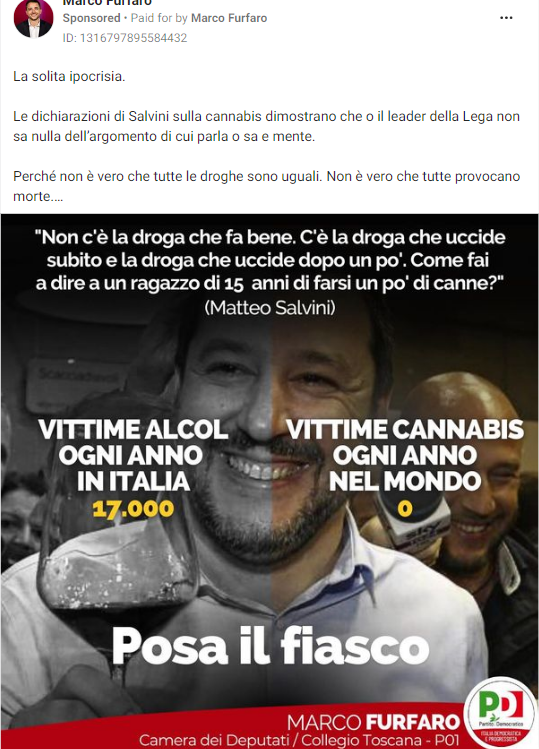 Marco Furfaro
Sponsored • Paid for by Marco Furfaro
ID: 1316797895584432
La solita ipocrisia.
Le dichiarazioni di Salvini sulla cannabis dimostrano che o il leader della Lega non
sa nulla dell'argomento di cui parla o sa e mente.
Perché non è vero che tutte le droghe sono uguali. Non è vero che tutte provocano
morte....
"Non c'è la droga che fa bene. C'è la droga che uccide
subito e la droga che uccide dopo un po'. Come fai
a dire a un ragazzo di 15 anni di farsi un po' di canne?"
(Matteo Salvini)
VITTIME ALCOL
OGNI ANNO
IN ITALIA
17.000
VITTIME CANNABIS
OGNI ANNO
NEL MONDO
0
Posa il fiasco
MARCO FURFARO
Camera dei Deputati / Collegio Toscana - P01
PD
Partito Democratico
ITALIA DEMOCRATICA
E PROGRESSISTA